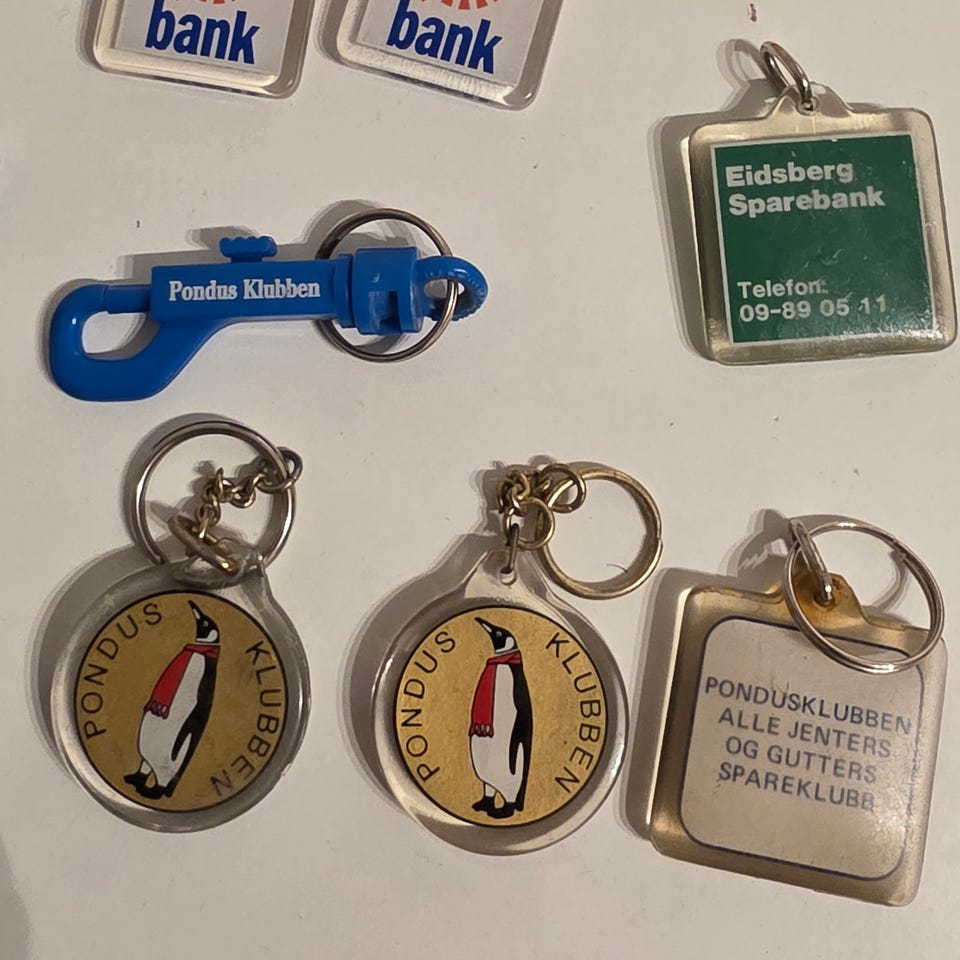 bank
bank
Eidsberg
Sparebank
Telefon:
09-89 05 11
Pondus Klubben
PONDUS KLUBBEN
PONDUS KLUBBEN
PONDUSKLUBBEN
ALLE JENTERS
OG GUTTERS
SPAREKLUBB